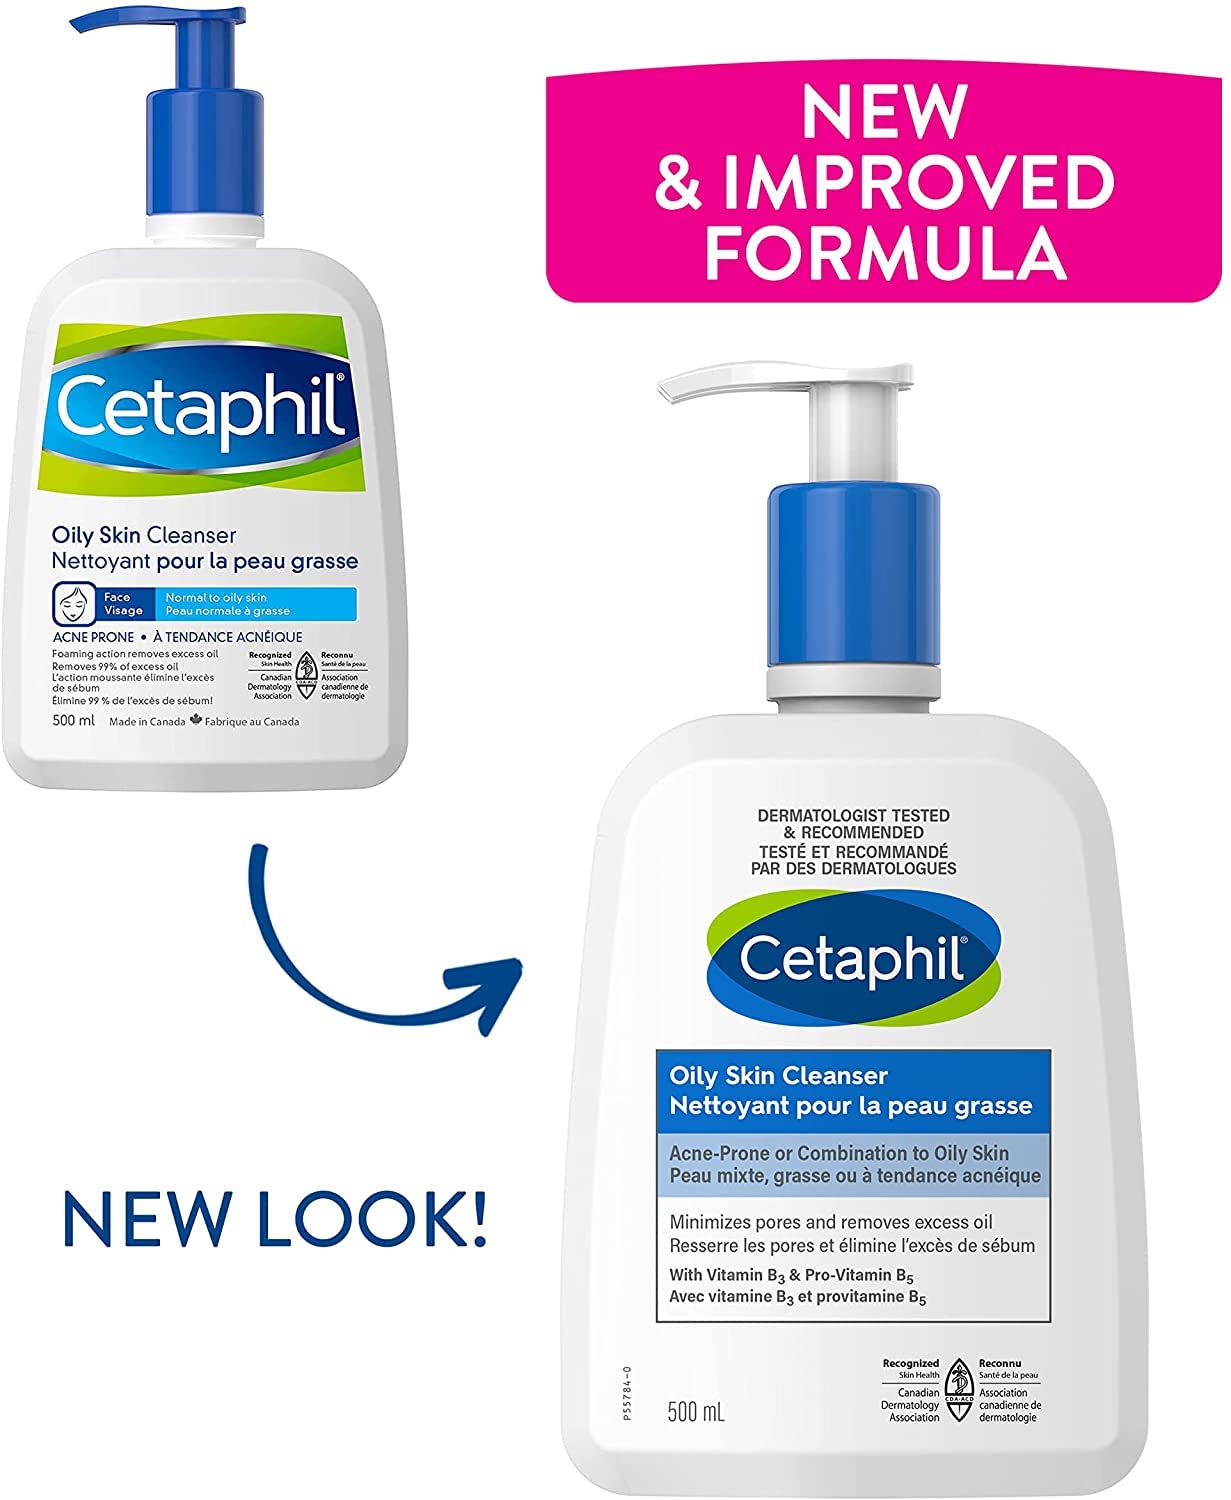 NEW
& IMPROVED
FORMULA
Cetaphil®
Oily Skin Cleanser
Nettoyant pour la peau grasse
Face
Visage
Normal to oily skin
Peau normale à grasse
ACNE PRONE • À TENDANCE ACNÉIQUE
Foaming action removes excess oil
Removes 99% of excess oil
L'action moussante élimine l'excès
de sébum
Élimine 99 % de l'excès de sébum!
Recognized
Skin Health
Canadian
Dermatology
Association
CDA-ACD
Reconnu
Santé de la peau
Association
canadienne de
dermatologie
500 ml Made in Canada Fabrique au Canada
NEW LOOK!
DERMATOLOGIST TESTED
& RECOMMENDED
TESTÉ ET RECOMMANDÉ
PAR DES DERMATOLOGUES
Cetaphil®
Oily Skin Cleanser
Nettoyant pour la peau grasse
Acne-Prone or Combination to Oily Skin
Peau mixte, grasse ou à tendance acnéique
Minimizes pores and removes excess oil
Resserre les pores et élimine l'excès de sébum
With Vitamin B3 & Pro-Vitamin B5
Avec vitamine B3 et provitamine B5
P55784-0
500 mL
Recognized
Skin Health
Canadian
Dermatology
Association
CDA-ACD
Reconnu
Santé de la peau
Association
canadienne de
dermatologie